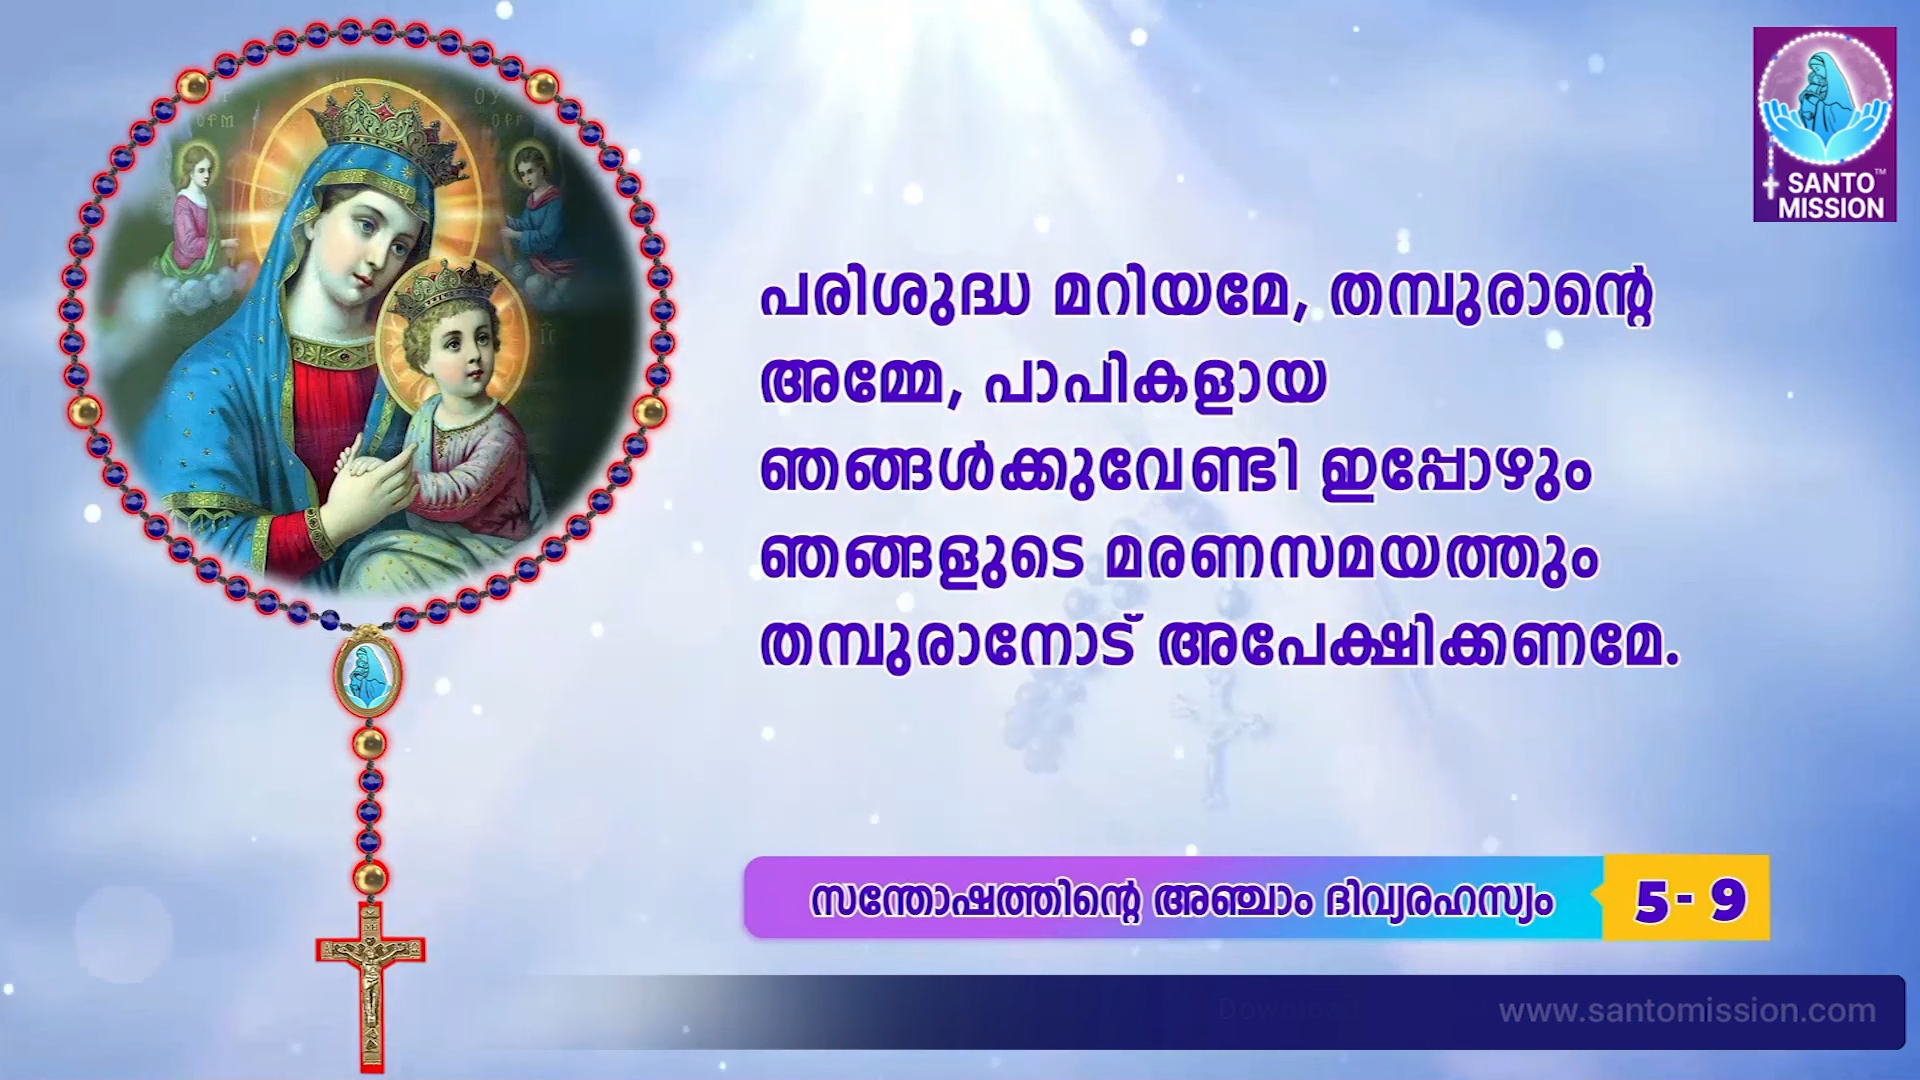 SANTO™
MISSION
പരിശുദ്ധ മറിയമേ, തമ്പുരാന്റെ
അമ്മേ, പാപികളായ
ഞങ്ങൾക്കുവേണ്ടി ഇപ്പോഴും
ഞങ്ങളുടെ മരണസമയത്തും
തമ്പുരാനോട് അപേക്ഷിക്കണമേ.
സന്തോഷത്തിന്റെ അഞ്ചാം ദിവ്യരഹസ്യം 5- 9
www.santomission.com